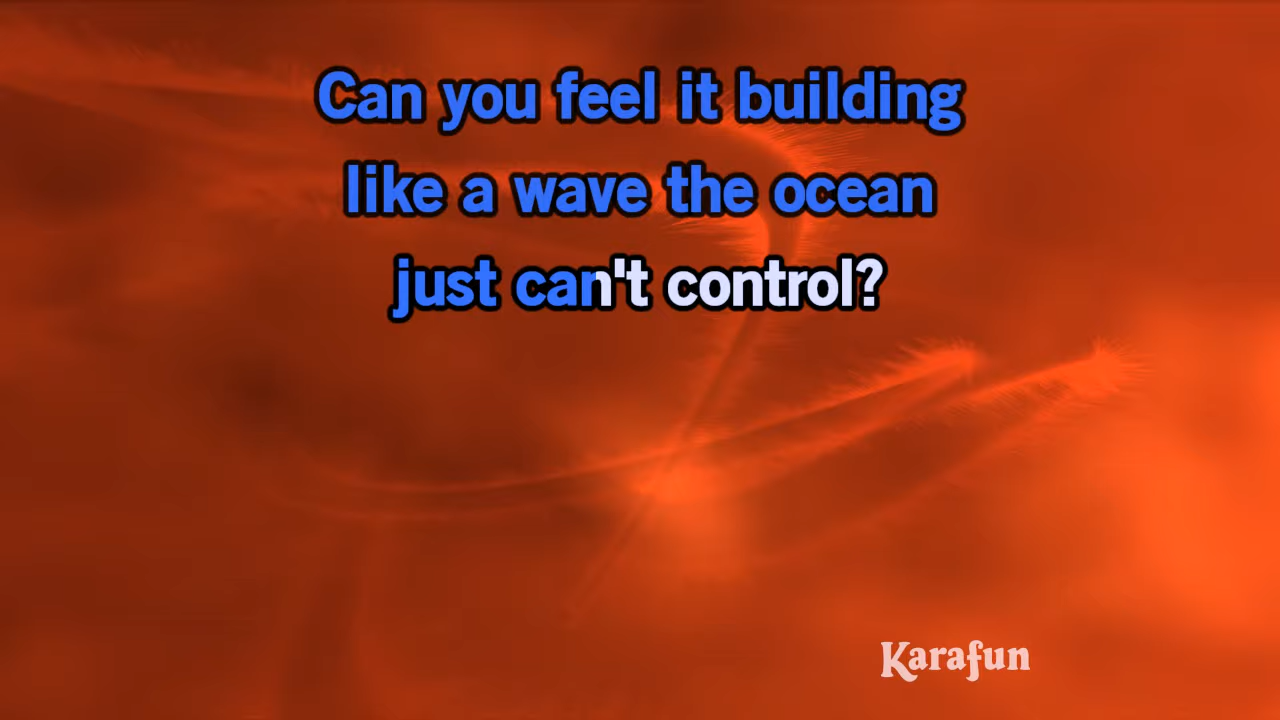 Can you feel it building
like a wave the ocean
just can't control?
Karafun